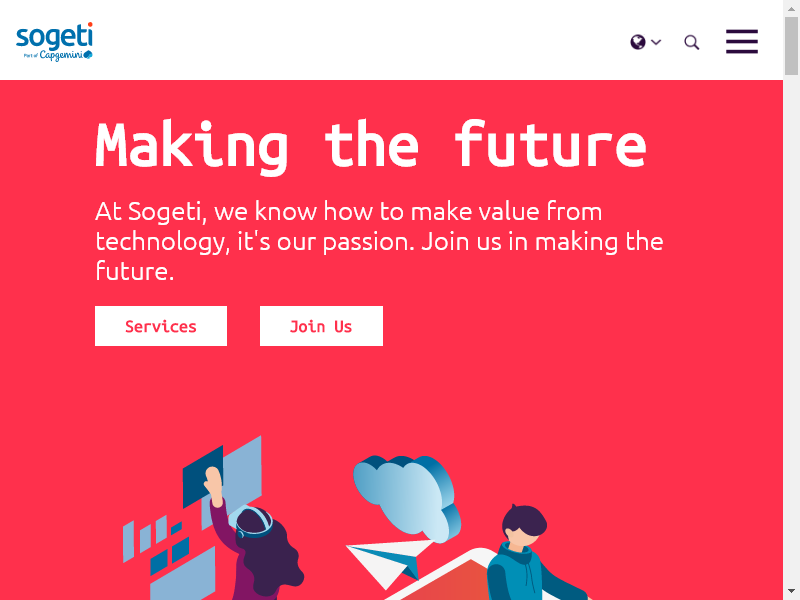 sogeti
Part of Capgemini
Making the future
At Sogeti, we know how to make value from
technology, it's our passion. Join us in making the
future.
Services
Join Us